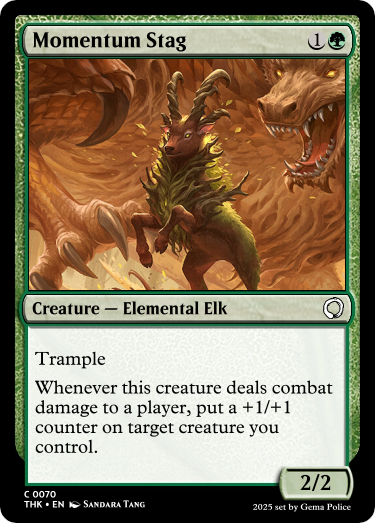 Momentum Stag 1
Creature — Elemental Elk
Trample
Whenever this creature deals combat
damage to a player, put a +1/+1
counter on target creature you
control.
2/2
C 0070
THK • EN Sandara Tang
2025 set by Gema Police